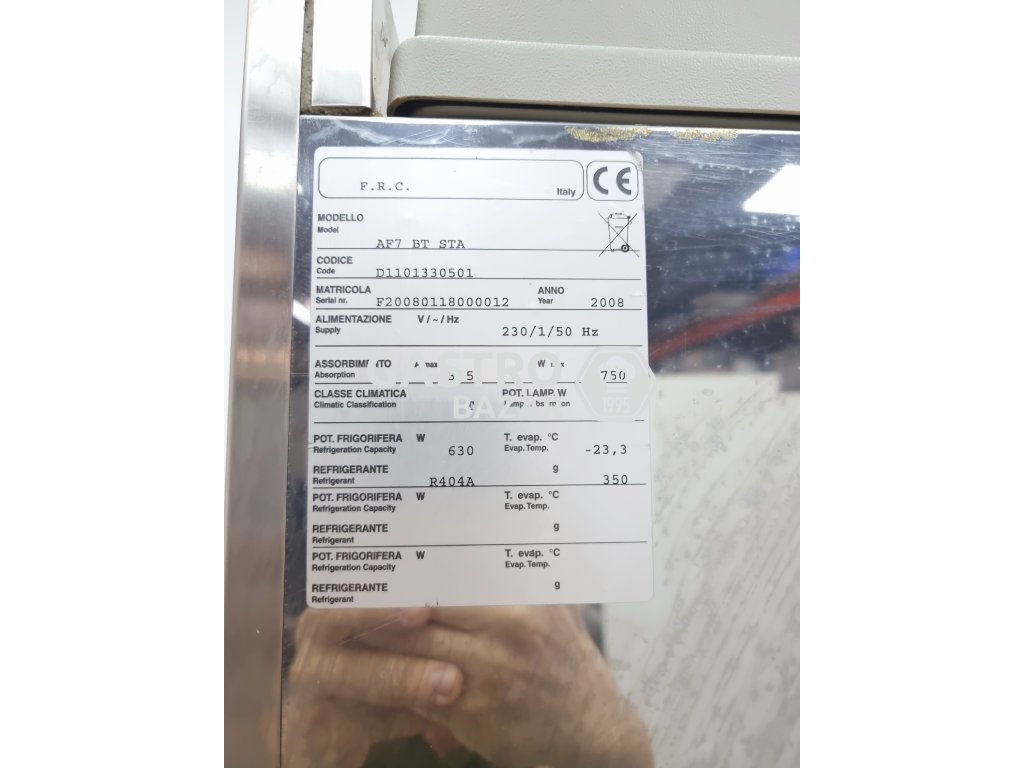 F.R.C.
Italy
CE
MODELLO
Model
AF7 BT STA
CODICE
Code
D1101330501
MATRICOLA
Serial nr.
F20080118000012
ANNO
Year
2008
ALIMENTAZIONE V / ~ / Hz
Supply
230/1/50 Hz
Absorption
750
CLASSE CLIMATICA
Climatic Classification
POT. LAMP. W
GASTRO
BAZ
1995
POT. FRIGORIFERA W
Refrigeration Capacity
630
T. evap. °C
Evap. Temp.
-23,3
REFRIGERANTE
Refrigerant
R404A
g
350
POT. FRIGORIFERA W
Refrigeration Capacity
T. evap. °C
Evap. Temp.
REFRIGERANTE
Refrigerant
g
POT. FRIGORIFERA W
Refrigeration Capacity
T. evap. °C
Evap. Temp.
REFRIGERANTE
Refrigerant
g